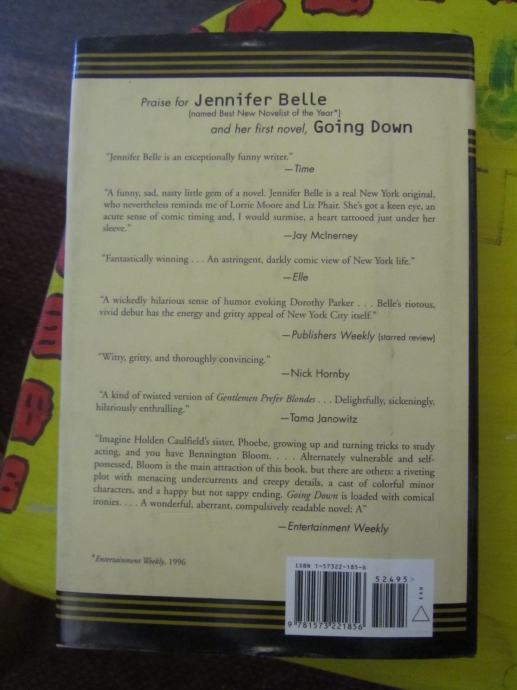 Praise for Jennifer Belle
(named Best New Novelist of the Year*)
and her first novel, Going Down
"Jennifer Belle is an exceptionally funny writer."
—Time
"A funny, sad, nasty little gem of a novel. Jennifer Belle is a real New York original,
who nevertheless reminds me of Lorrie Moore and Liz Phair. She's got a keen eye, an
acute sense of comic timing and, I would surmise, a heart tattooed just under her
sleeve."
—Jay McInerney
"Fantastically winning . . . An astringent, darkly comic view of New York life."
—Elle
"A wickedly hilarious sense of humor evoking Dorothy Parker . . . Belle's riotous,
vivid debut has the energy and gritty appeal of New York City itself."
—Publishers Weekly (starred review)
"Witty, gritty, and thoroughly convincing."
—Nick Hornby
"A kind of twisted version of Gentlemen Prefer Blondes . . . Delightfully, sickeningly,
hilariously enthralling."
—Tama Janowitz
"Imagine Holden Caulfield's sister, Phoebe, growing up and turning tricks to study
acting, and you have Bennington Bloom. . . . Alternately vulnerable and self-
possessed, Bloom is the main attraction of this book, but there are others: a riveting
plot with menacing undercurrents and creepy details, a cast of colorful minor
characters, and a happy but not sappy ending. Going Down is loaded with comical
ironies. . . . A wonderful, aberrant, compulsively readable novel: A"
—Entertainment Weekly
*Entertainment Weekly, 1996
ISBN 1-57322-185-6
52495>
9 781573 221856